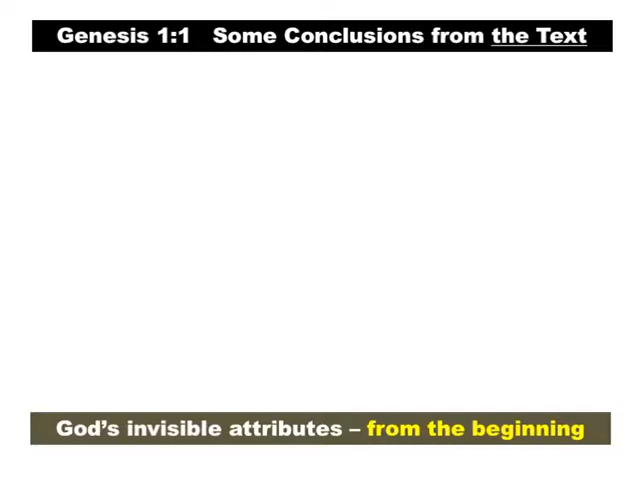 Genesis 1:1 Some Conclusions from the Text
God’s invisible attributes – from the beginning